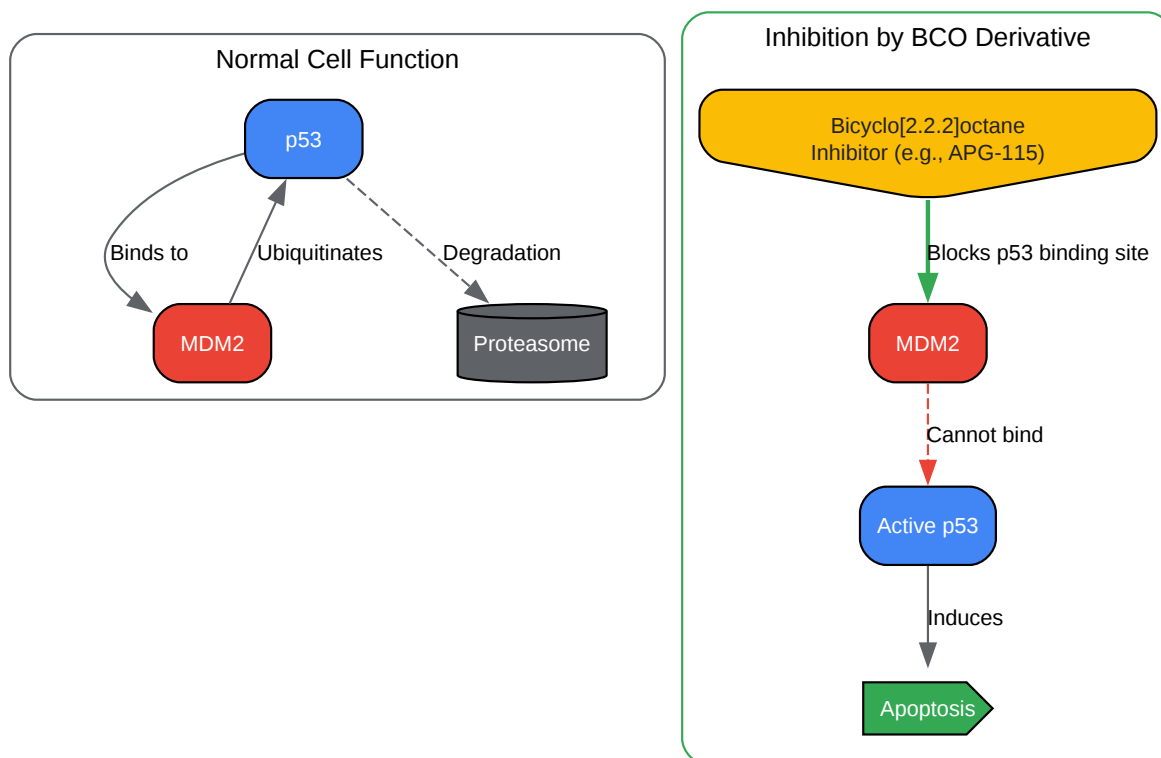 Normal Cell Function
p53
Binds to
Ubiquitinates
Degradation
MDM2
Proteasome
Inhibition by BCO Derivative
Bicyclo[2.2.2]octane
Inhibitor (e.g., APG-115)
Blocks p53 binding site
MDM2
Cannot bind
Active p53
Induces
Apoptosis